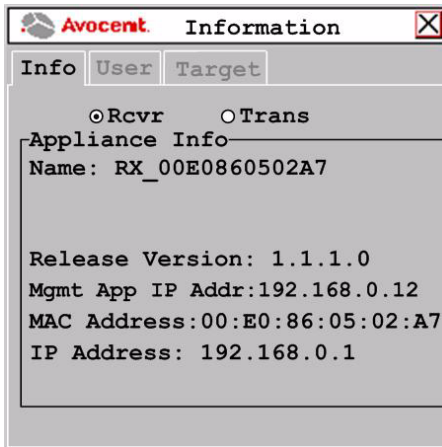 Avocent. Information
Info User Target
Rcvr Trans
Appliance Info
Name: RX_00E0860502A7
Release Version: 1.1.1.0
Mgmt App IP Addr:192.168.0.12
MAC Address:00:E0:86:05:02:A7
IP Address: 192.168.0.1